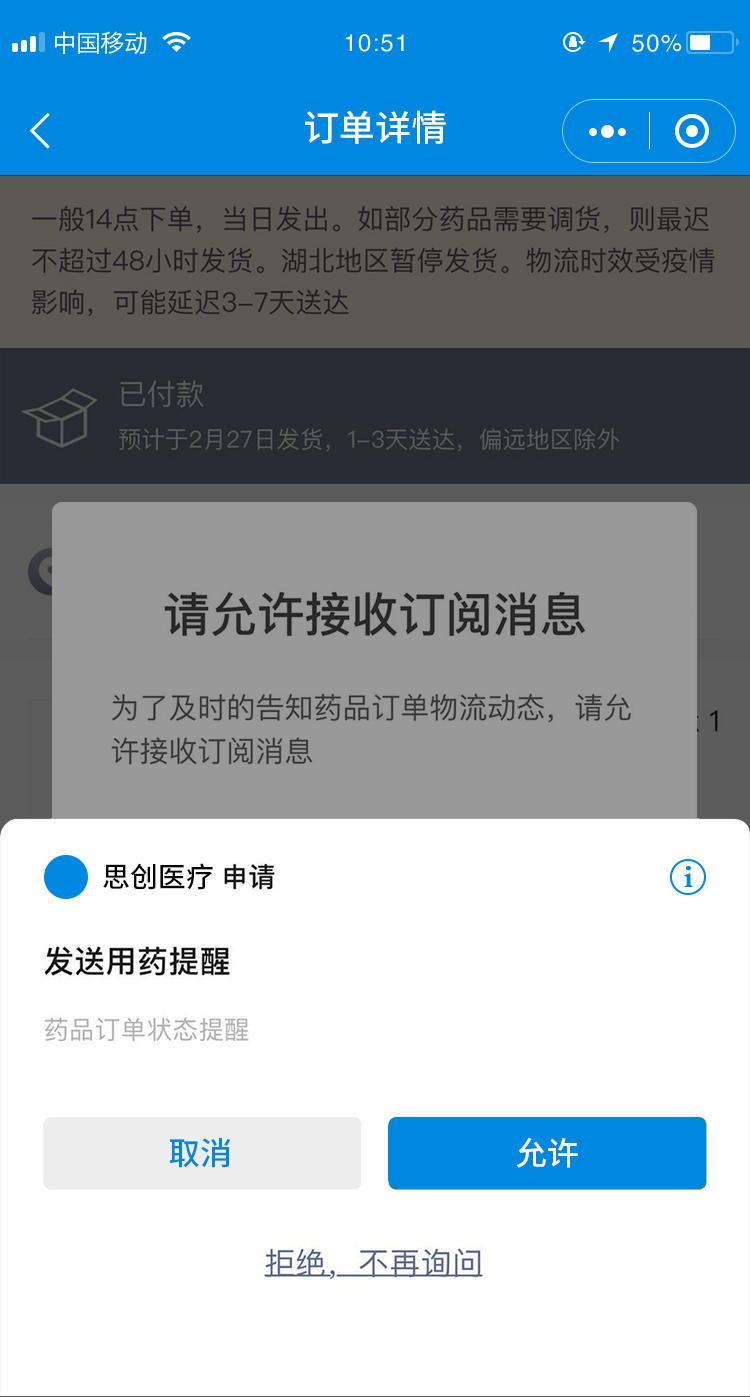 中国移动
10:51
50%
订单详情
一般14点下单，当日发出。如部分药品需要调货，则最迟
不超过48小时发货。湖北地区暂停发货。物流时效受疫情
影响，可能延迟3-7天送达
已付款
预计于2月27日发货，1-3天送达，偏远地区除外
请允许接收订阅消息
为了及时的告知药品订单物流动态，请允
1
许接收订阅消息
思创医疗 申请
发送用药提醒
药品订单状态提醒
取消
允许
拒绝，不再询问